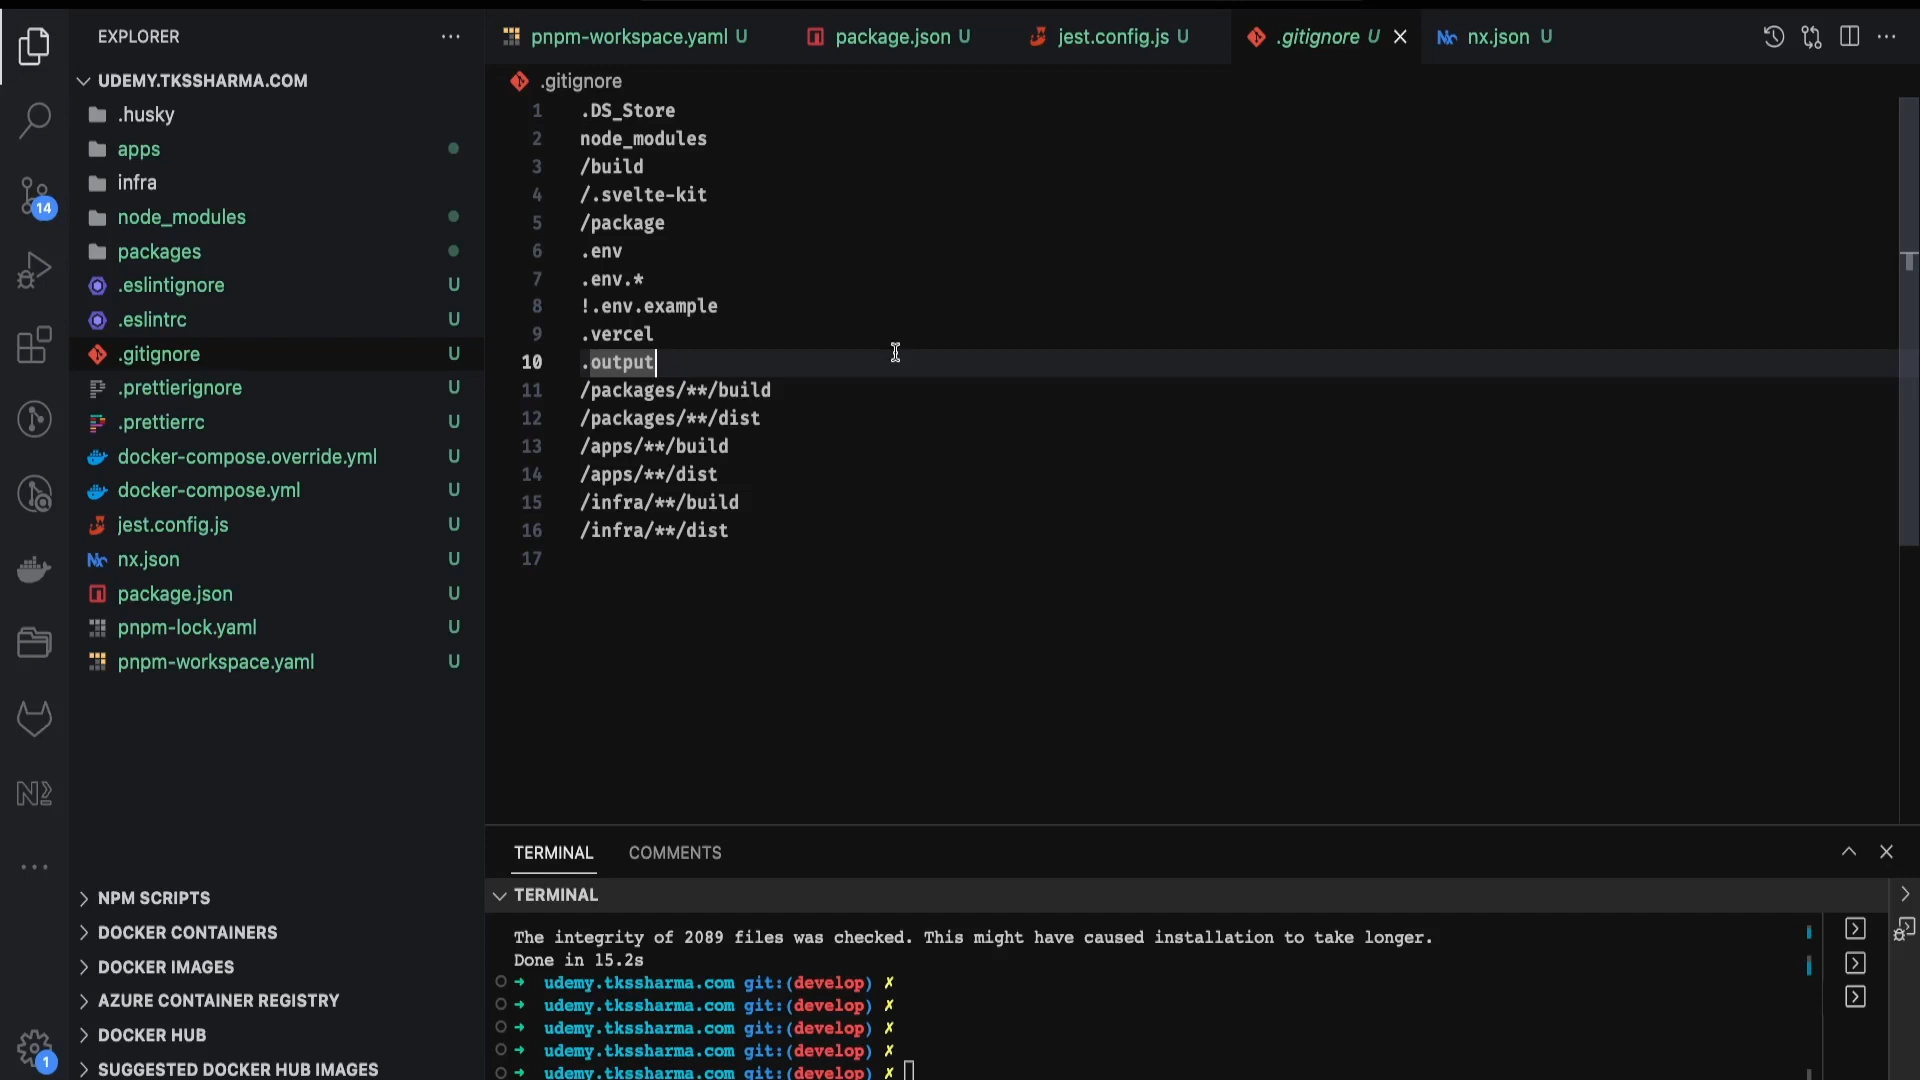 EXPLORER
pnpm-workspace.yaml U
package.json U
jest.config.js U
.gitignore U
nx.json U
UDEMY.TKSSHARMA.COM
.husky
apps
infra
node_modules
packages
.eslintignore U
.eslintrc U
.gitignore U
.prettierignore U
.prettierrc U
docker-compose.override.yml U
docker-compose.yml U
jest.config.js U
nx.json U
package.json U
pnpm-lock.yaml U
pnpm-workspace.yaml U
14
NPM SCRIPTS
DOCKER CONTAINERS
DOCKER IMAGES
AZURE CONTAINER REGISTRY
DOCKER HUB
SUGGESTED DOCKER HUB IMAGES
1
.gitignore
1 .DS_Store
2 node_modules
3 /build
4 /.svelte-kit
5 /package
6 .env
7 .env.*
8 !.env.example
9 .vercel
10 .output
11 /packages/**/build
12 /packages/**/dist
13 /apps/**/build
14 /apps/**/dist
15 /infra/**/build
16 /infra/**/dist
17
TERMINAL COMMENTS
TERMINAL
The integrity of 2089 files was checked. This might have caused installation to take longer.
Done in 15.2s
➜ udemy.tkssharma.com git:(develop) ✗
➜ udemy.tkssharma.com git:(develop) ✗
➜ udemy.tkssharma.com git:(develop) ✗
➜ udemy.tkssharma.com git:(develop) ✗
➜ udemy.tkssharma.com git:(develop) ✗